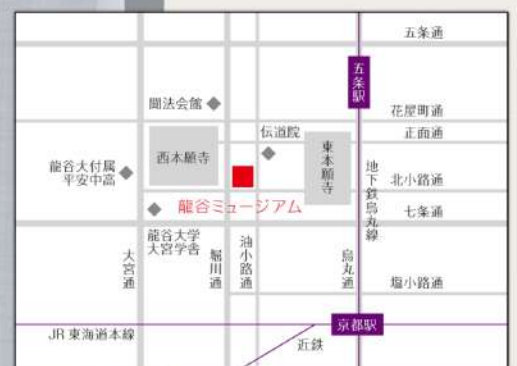 五条通
五条駅
聞法会館
花屋町通
伝道院
正面通
西本願寺
東本願寺
龍谷大付属
平安中高
地下鉄烏丸線
北小路通
龍谷ミュージアム
七条通
龍谷大学
大宮学舎
大宮通
堀川通
油小路通
烏丸通
塩小路通
京都駅
JR東海道本線
近鉄